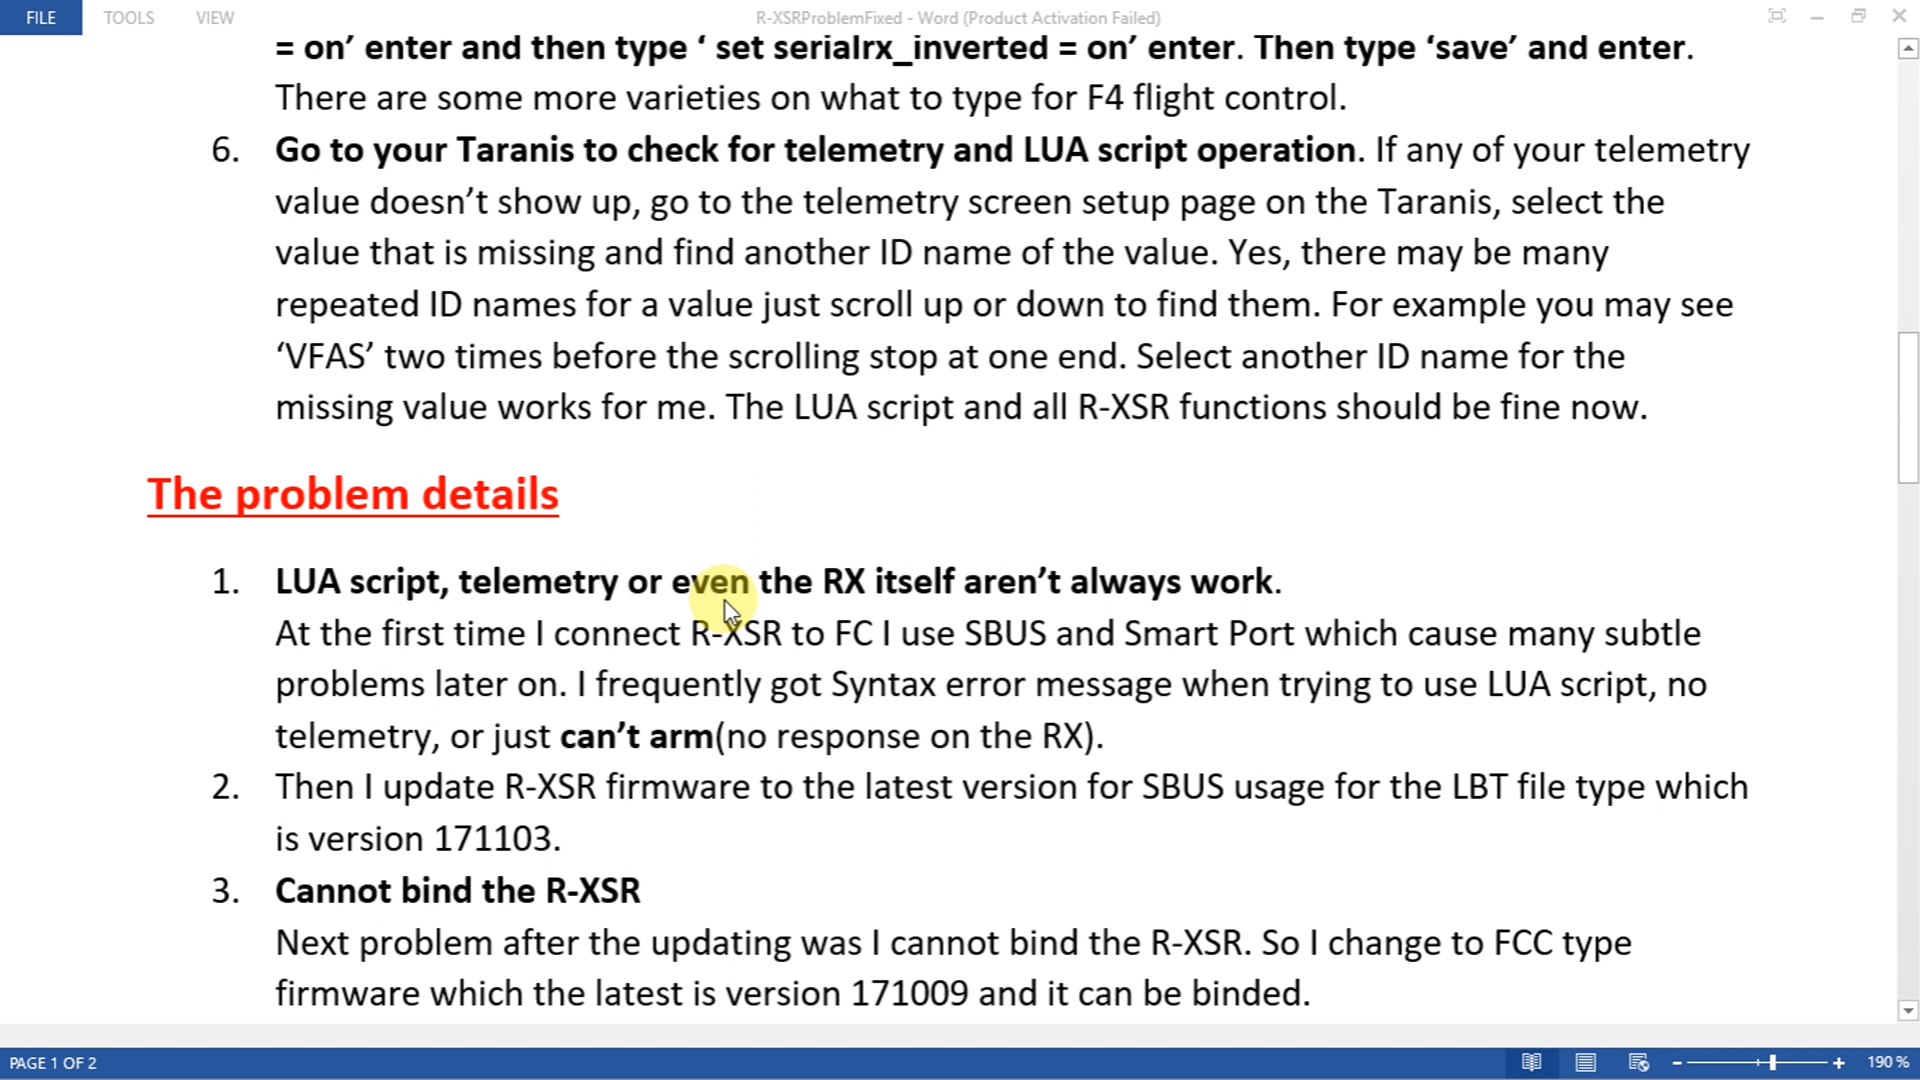 FILE TOOLS VIEW R-XSRProblemFixed - Word (Product Activation Failed)
= on’ enter and then type ‘ set serialrx_inverted = on’ enter. Then type ‘save’ and enter.
There are some more varieties on what to type for F4 flight control.
6. Go to your Taranis to check for telemetry and LUA script operation. If any of your telemetry
value doesn’t show up, go to the telemetry screen setup page on the Taranis, select the
value that is missing and find another ID name of the value. Yes, there may be many
repeated ID names for a value just scroll up or down to find them. For example you may see
‘VFAS’ two times before the scrolling stop at one end. Select another ID name for the
missing value works for me. The LUA script and all R-XSR functions should be fine now.
The problem details
1. LUA script, telemetry or even the RX itself aren’t always work.
At the first time I connect R-XSR to FC I use SBUS and Smart Port which cause many subtle
problems later on. I frequently got Syntax error message when trying to use LUA script, no
telemetry, or just can’t arm(no response on the RX).
2. Then I update R-XSR firmware to the latest version for SBUS usage for the LBT file type which
is version 171103.
3. Cannot bind the R-XSR
Next problem after the updating was I cannot bind the R-XSR. So I change to FCC type
firmware which the latest is version 171009 and it can be binded.
PAGE 1 OF 2 190 %